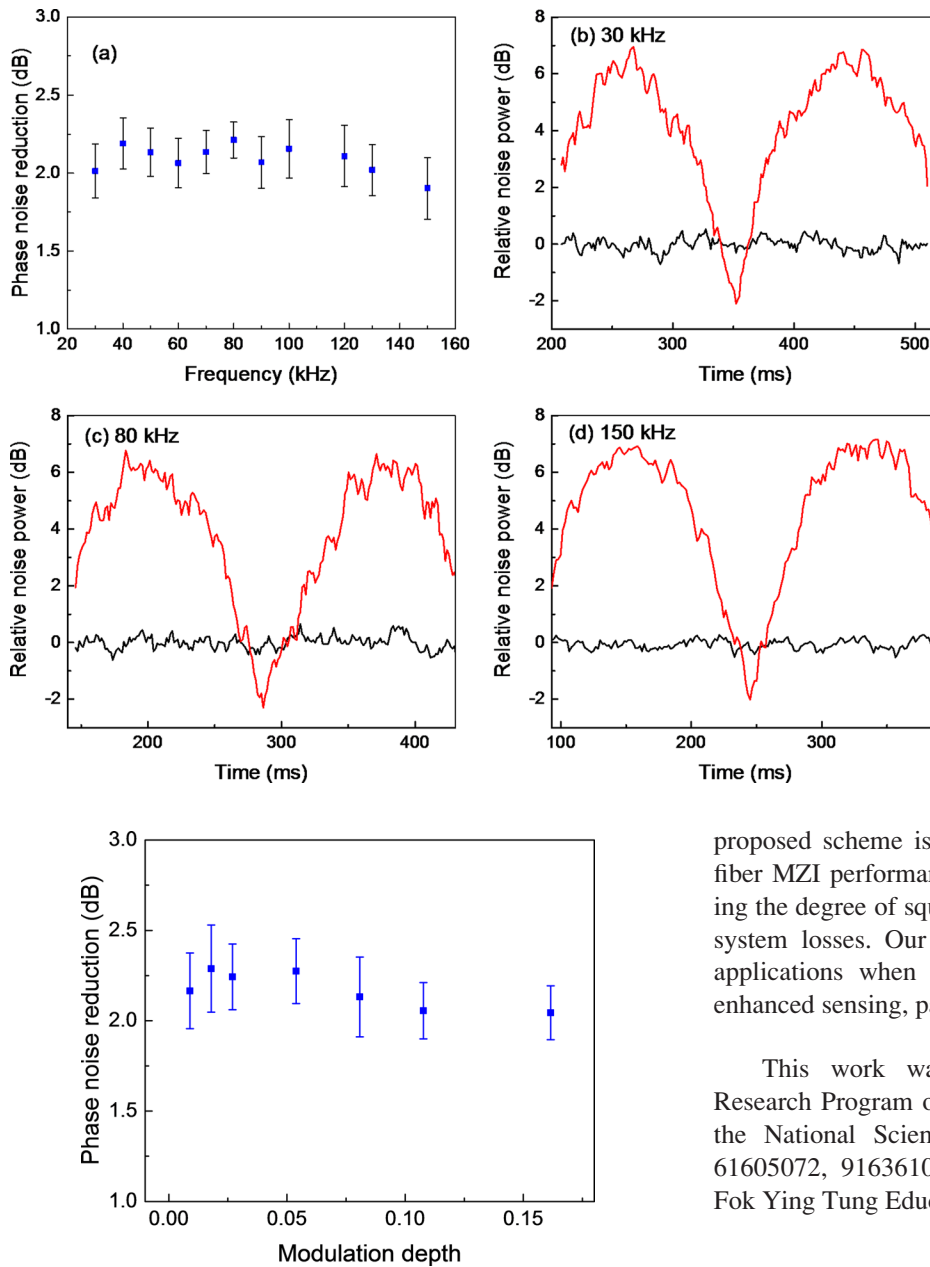 3.0
2.5
2.0
1.5
1.0
Phase noise reduction (dB)
(a)
20 40 60 80 100 120 140 160
Frequency (kHz)
8
6
4
2
0
-2
Relative noise power (dB)
(b) 30 kHz
200 300 400 500
Time (ms)
8
6
4
2
0
-2
Relative noise power (dB)
(c) 80 kHz
200 300 400
Time (ms)
8
6
4
2
0
-2
Relative noise power (dB)
(d) 150 kHz
100 200 300
Time (ms)
3.0
2.5
2.0
1.5
1.0
Phase noise reduction (dB)
0.00 0.05 0.10 0.15
Modulation depth
proposed scheme is
fiber MZI performan
ing the degree of squ
system losses. Our
applications when
enhanced sensing, pa
This work wa
Research Program o
the National Scien
61605072, 9163610
Fok Ying Tung Educ